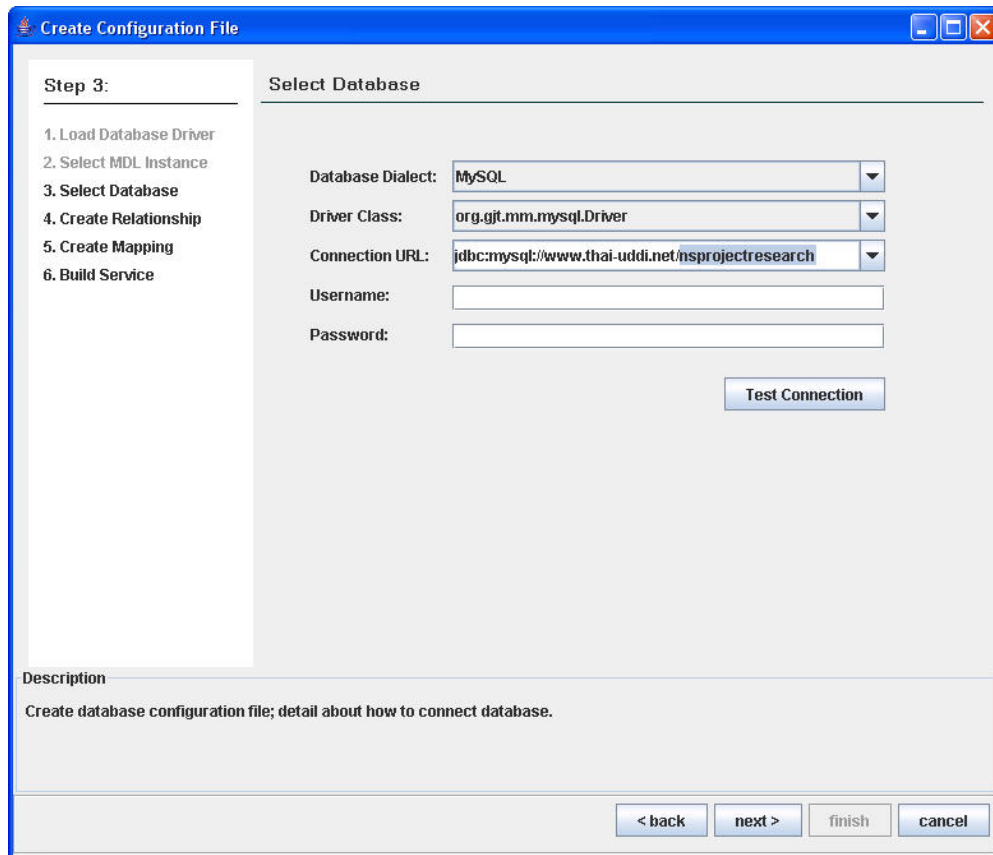 Create Configuration File
Step 3:
1. Load Database Driver
2. Select MDL Instance
3. Select Database
4. Create Relationship
5. Create Mapping
6. Build Service
Select Database
Database Dialect: MySQL
Driver Class: org.gjt.mm.mysql.Driver
Connection URL: jdbc:mysql://www.thai-uddi.net/nsprojectresearch
Username:
Password:
Test Connection
Description
Create database configuration file; detail about how to connect database.
< back next > finish cancel